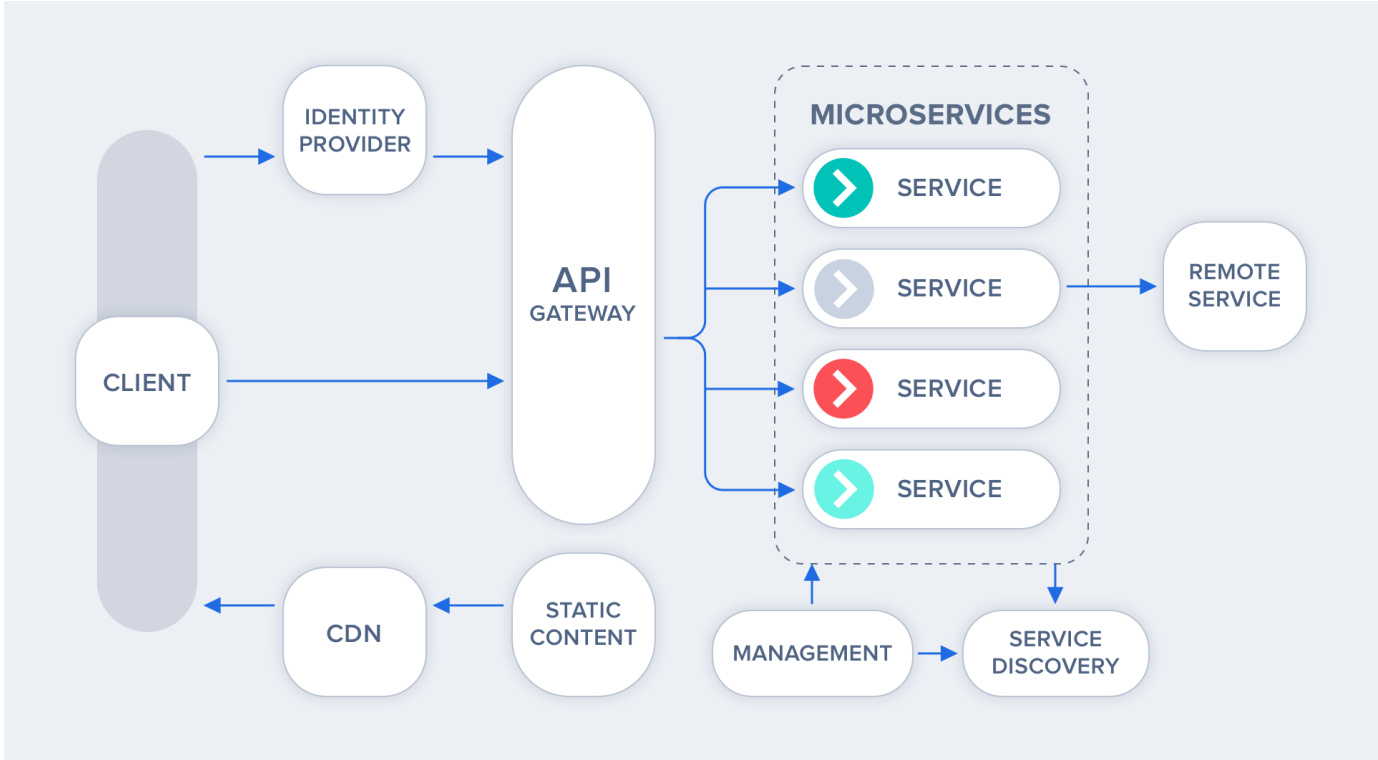 IDENTITY
PROVIDER
CLIENT
API
GATEWAY
MICROSERVICES
SERVICE
SERVICE
SERVICE
SERVICE
REMOTE
SERVICE
CDN
STATIC
CONTENT
MANAGEMENT
SERVICE
DISCOVERY